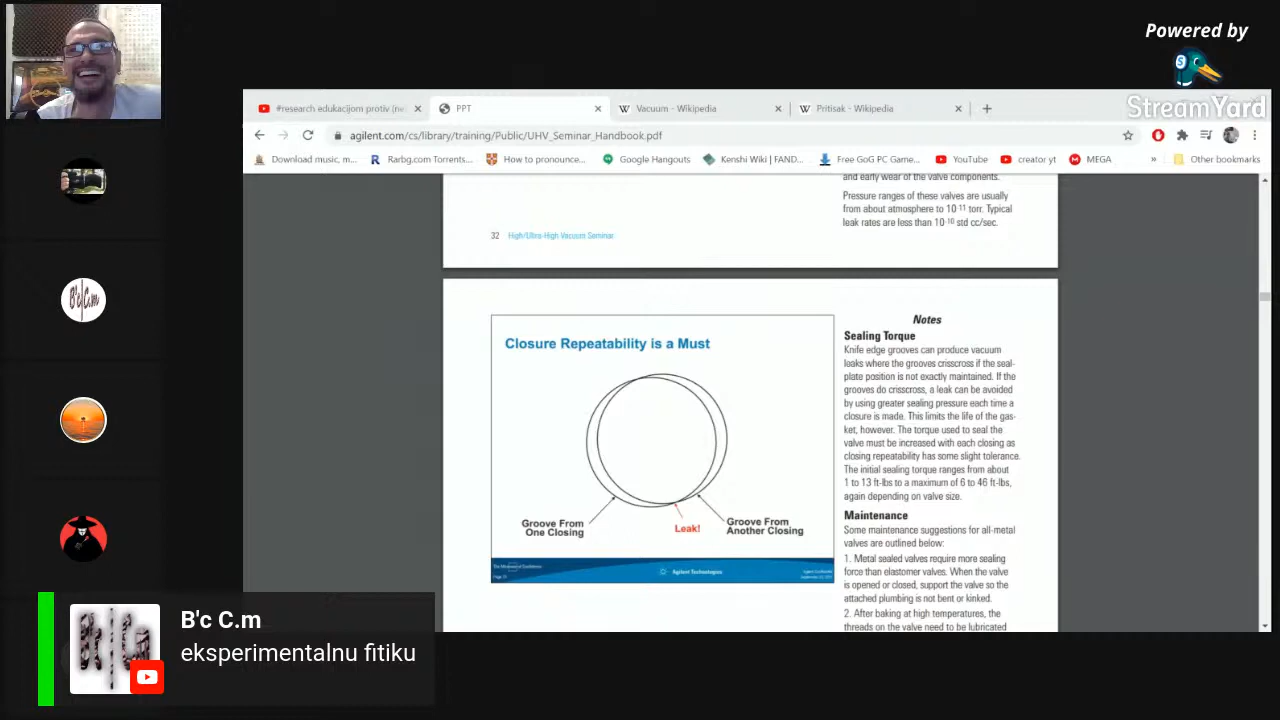 Powered by
StreamYard
#research edukacijom protiv (ne
PPT
Vacuum - Wikipedia
Pritisak - Wikipedia
agilent.com/cs/library/training/Public/UHV_Seminar_Handbook.pdf
Download music, m...
Rarbg.com Torrents...
How to pronounce...
Google Hangouts
Kenshi Wiki | FAND...
Free GoG PC Game...
YouTube
creator yt
MEGA
»
Other bookmarks
and early wear of the valve components.
Pressure ranges of these valves are usually
from about atmosphere to 10⁻¹¹ torr. Typical
leak rates are less than 10⁻¹⁰ std cc/sec.
32 High/Ultra-High Vacuum Seminar
Closure Repeatability is a Must
Groove From
One Closing
Leak!
Groove From
Another Closing
Agilent Technologies
Notes
Sealing Torque
Knife edge grooves can produce vacuum
leaks where the grooves crisscross if the seal-
plate position is not exactly maintained. If the
grooves do crisscross, a leak can be avoided
by using greater sealing pressure each time a
closure is made. This limits the life of the gas-
ket, however. The torque used to seal the
valve must be increased with each closing as
closing repeatability has some slight tolerance.
The initial sealing torque ranges from about
1 to 13 ft-lbs to a maximum of 6 to 46 ft-lbs,
again depending on valve size.
Maintenance
Some maintenance suggestions for all-metal
valves are outlined below:
1. Metal sealed valves require more sealing
force than elastomer valves. When the valve
is opened or closed, support the valve so the
attached plumbing is not bent or kinked.
2. After baking at high temperatures, the
threads on the valve need to be lubricated
B'c C.m
B'c C.m
eksperimentalnu fitiku